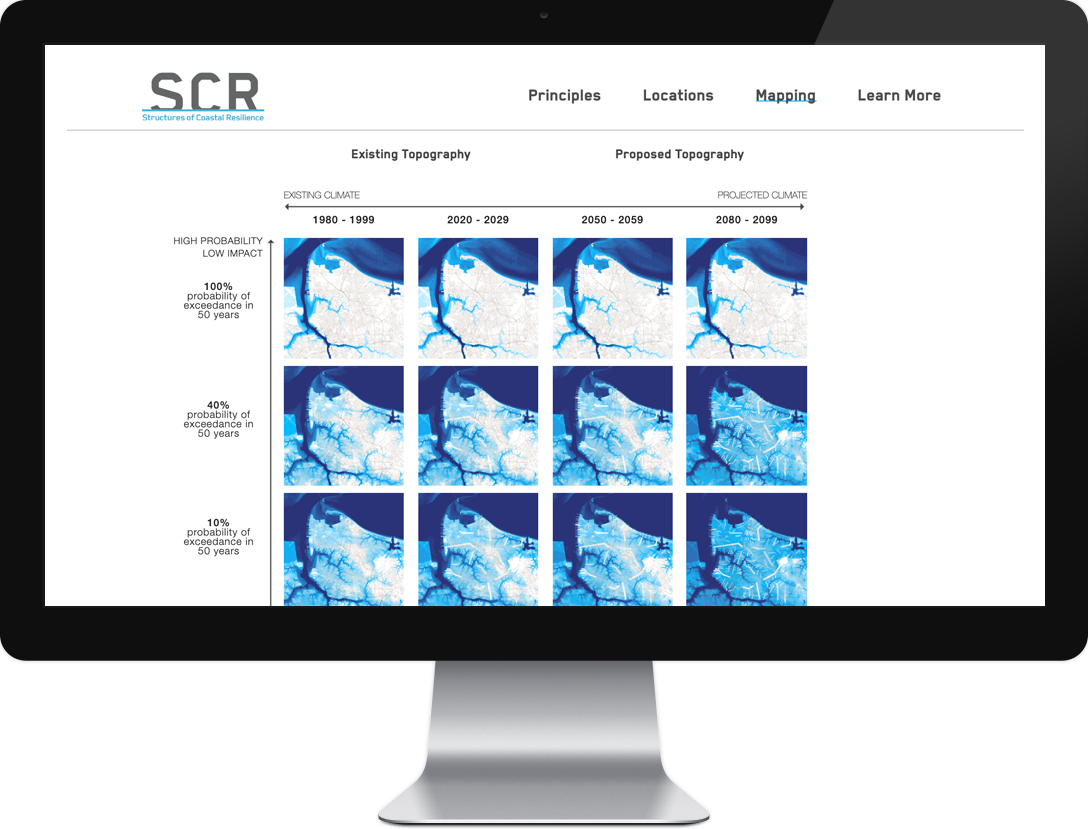 SCR
Structures of Coastal Resilience
Principles
Locations
Mapping
Learn More
Existing Topography
Proposed Topography
EXISTING CLIMATE
PROJECTED CLIMATE
1980 - 1999
2020 - 2029
2050 - 2059
2080 - 2099
HIGH PROBABILITY
LOW IMPACT
100%
probability of
exceedance in
50 years
40%
probability of
exceedance in
50 years
10%
probability of
exceedance in
50 years